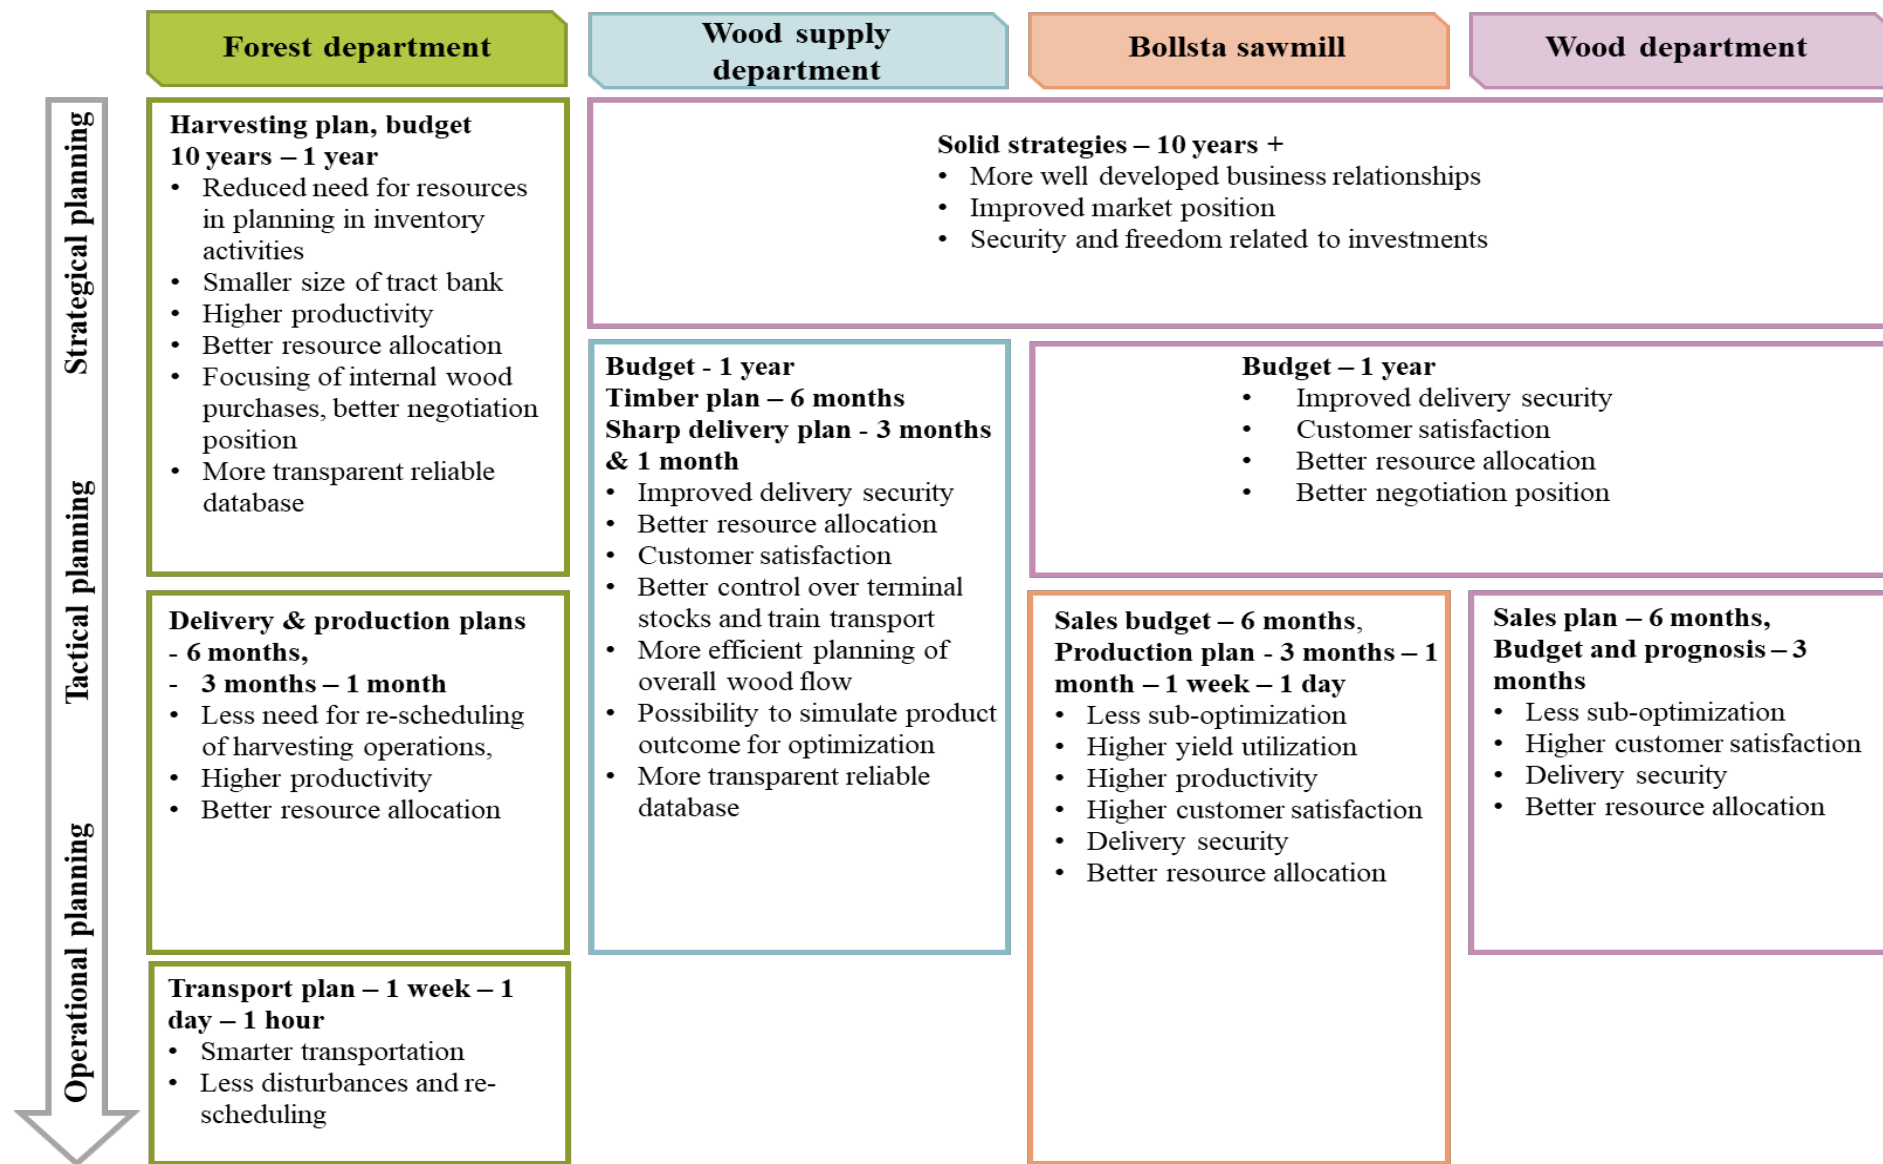 Forest department
Wood supply
department
Bollsta sawmill
Wood department
Strategical planning
Tactical planning
Operational planning
Harvesting plan, budget
10 years – 1 year
• Reduced need for resources
in planning in inventory
activities
• Smaller size of tract bank
• Higher productivity
• Better resource allocation
• Focusing of internal wood
purchases, better negotiation
position
• More transparent reliable
database
Delivery & production plans
- 6 months,
- 3 months – 1 month
• Less need for re-scheduling
of harvesting operations,
• Higher productivity
• Better resource allocation
Transport plan – 1 week – 1
day – 1 hour
• Smarter transportation
• Less disturbances and re-
scheduling
Solid strategies – 10 years +
• More well developed business relationships
• Improved market position
• Security and freedom related to investments
Budget - 1 year
Timber plan – 6 months
Sharp delivery plan - 3 months
& 1 month
• Improved delivery security
• Better resource allocation
• Customer satisfaction
• Better control over terminal
stocks and train transport
• More efficient planning of
overall wood flow
• Possibility to simulate product
outcome for optimization
• More transparent reliable
database
Budget – 1 year
• Improved delivery security
• Customer satisfaction
• Better resource allocation
• Better negotiation position
Sales budget – 6 months,
Production plan - 3 months – 1
month – 1 week – 1 day
• Less sub-optimization
• Higher yield utilization
• Higher productivity
• Higher customer satisfaction
• Delivery security
• Better resource allocation
Sales plan – 6 months,
Budget and prognosis – 3
months
• Less sub-optimization
• Higher customer satisfaction
• Delivery security
• Better resource allocation